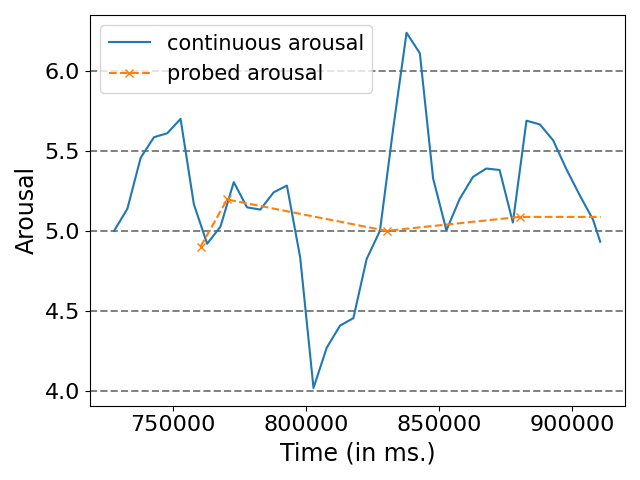 continuous arousal
probed arousal
6.0
5.5
5.0
4.5
4.0
Arousal
750000 800000 850000 900000
Time (in ms.)